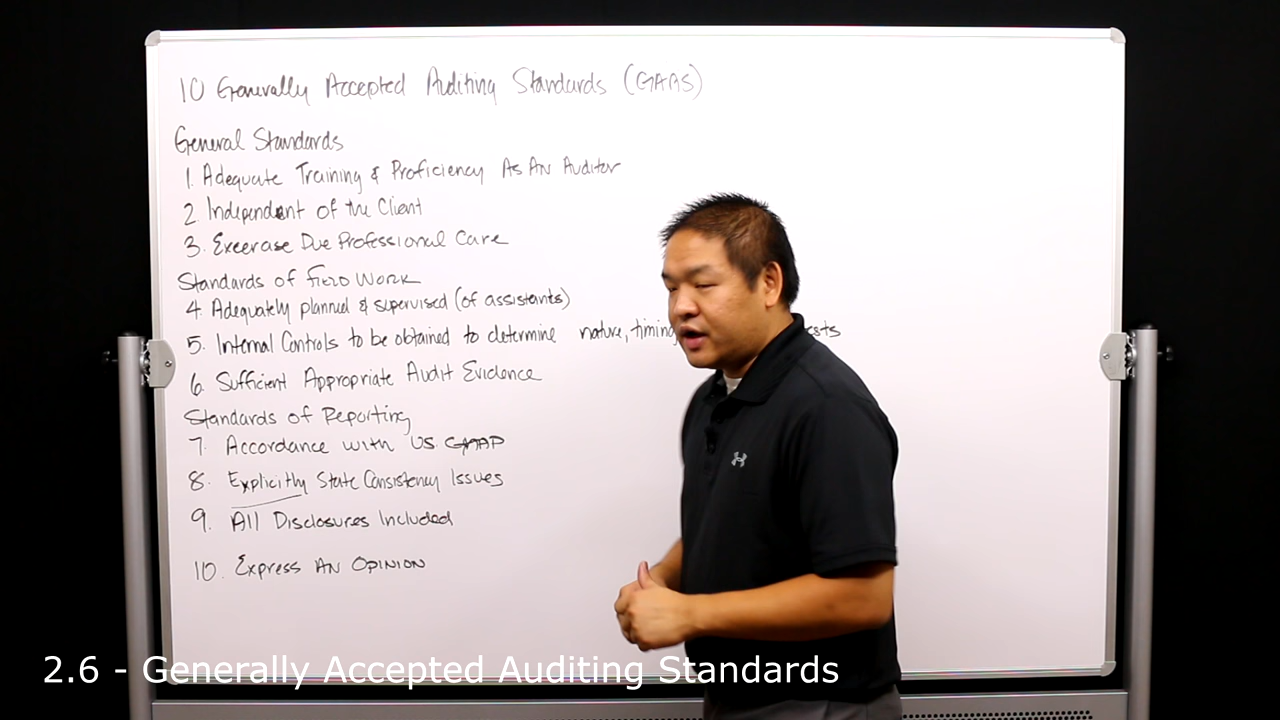 10 Generally Accepted Auditing Standards (GAAS)
General Standards
1. Adequate Training & Proficiency As An Auditor
2. Independent of the Client
3. Excerase Due Professional Care
Standards of Field Work
4. Adequately planned & supervised (of assistants)
5. Internal Controls to be obtained to determine nature, timing
6. Sufficient Appropriate Audit Evidence
Standards of Reporting
7. Accordance with US GAAP
8. Explicitly State Consistency Issues
9. All Disclosures Included
10. Express An Opinion
2.6 - Generally Accepted Auditing Standards